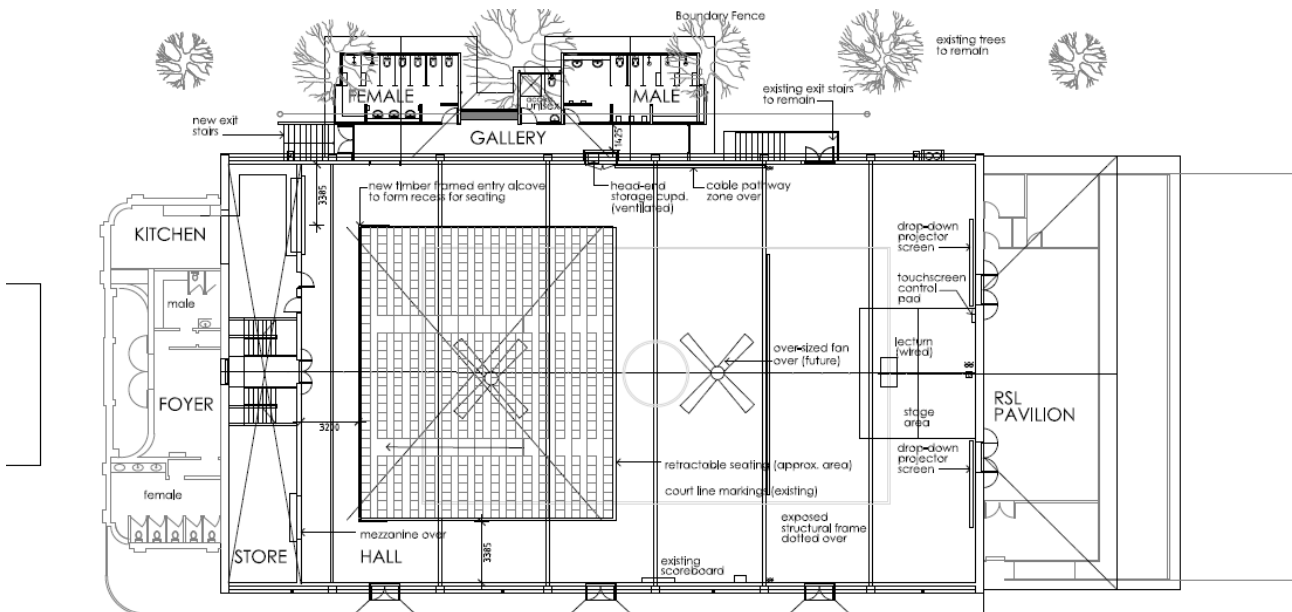 Boundary Fence
existing trees
to remain
FEMALE
access
unisex
MALE
existing exit stairs
to remain
new exit
stairs
GALLERY
1425
3385
new timber framed entry alcove
to form recess for seating
head-end
storage cupd.
(ventilated)
cable pathway
zone over
KITCHEN
drop-down
projector
screen
touchscreen
control
pad
male
over-sized fan
over (future)
lecturn
(wired)
FOYER
stage
area
RSL
PAVILION
3200
drop-down
projector
screen
retractable seating (approx. area)
court line markings (existing)
female
exposed
structural frame
dotted over
mezzanine over
3385
STORE
HALL
existing
scoreboard